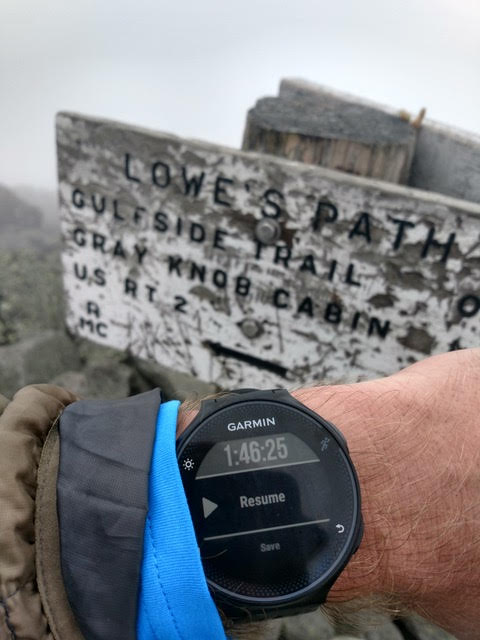 LOWE'S PATH
GULFSIDE TRAIL
GRAY KNOB CABIN
US RT 2
R
MC
GARMIN
1:46:25
Resume
Save